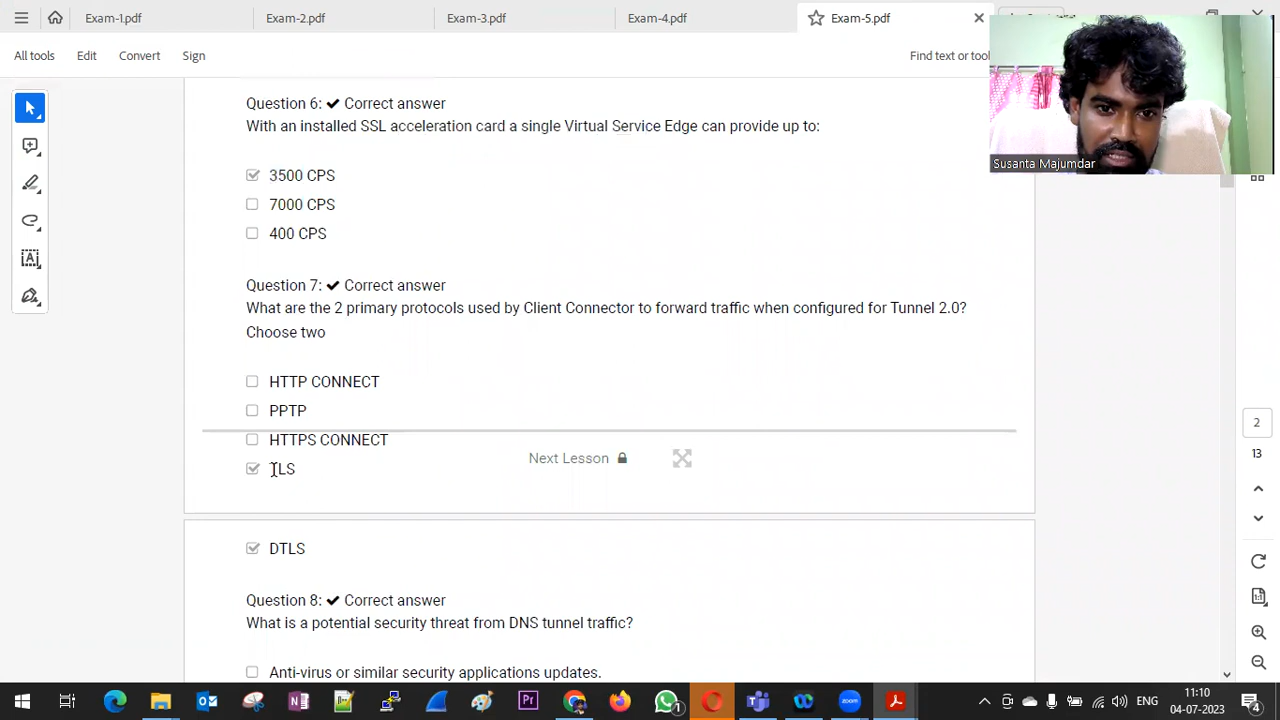 Exam-1.pdf
Exam-2.pdf
Exam-3.pdf
Exam-4.pdf
Exam-5.pdf
All tools
Edit
Convert
Sign
Find text or tool
Susanta Majumdar
Question 6: ✔ Correct answer
With an installed SSL acceleration card a single Virtual Service Edge can provide up to:
3500 CPS
7000 CPS
400 CPS
Question 7: ✔ Correct answer
What are the 2 primary protocols used by Client Connector to forward traffic when configured for Tunnel 2.0?
Choose two
HTTP CONNECT
PPTP
HTTPS CONNECT
Next Lesson
TLS
DTLS
Question 8: ✔ Correct answer
What is a potential security threat from DNS tunnel traffic?
Anti-virus or similar security applications updates.
2
13
1:1
Pr
1
ENG
11:10
04-07-2023
4